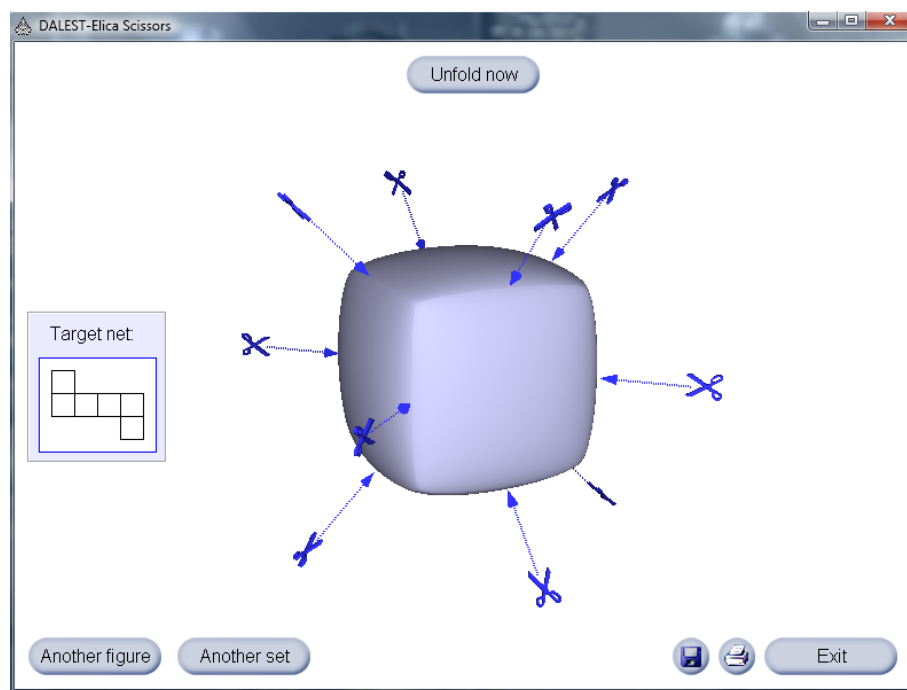 DALEST-Elica Scissors
Unfold now
Target net:
Another figure
Another set
Exit